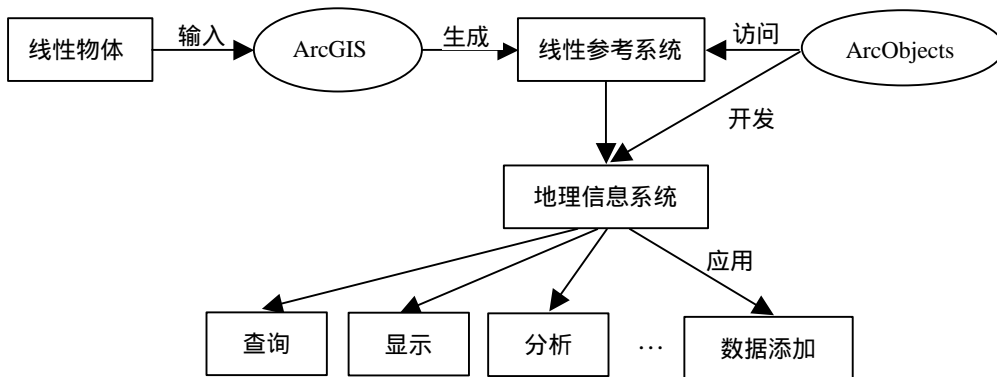 线性物体
输入
ArcGIS
生成
线性参考系统
访问
ArcObjects
开发
地理信息系统
应用
查询
显示
分析
…
数据添加